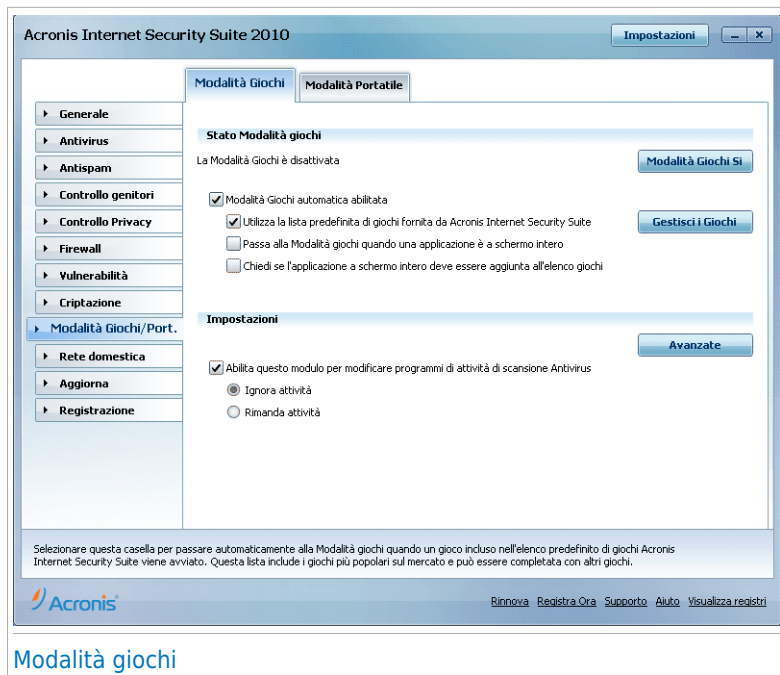 Acronis Internet Security Suite 2010
Impostazioni
Modalità Giochi
Modalità Portatile
Generale
Antivirus
Antispam
Controllo genitori
Controllo Privacy
Firewall
Vulnerabilità
Criptazione
Modalità Giochi/Port.
Rete domestica
Aggiorna
Registrazione
Stato Modalità giochi
La Modalità Giochi è disattivata
Modalità Giochi Si
Modalità Giochi automatica abilitata
Utilizza la lista predefinita di giochi fornita da Acronis Internet Security Suite
Gestisci i Giochi
Passa alla Modalità giochi quando una applicazione è a schermo intero
Chiedi se l'applicazione a schermo intero deve essere aggiunta all'elenco giochi
Impostazioni
Avanzate
Abilita questo modulo per modificare programmi di attività di scansione Antivirus
Ignora attività
Rimanda attività
Selezionare questa casella per passare automaticamente alla Modalità giochi quando un gioco incluso nell'elenco predefinito di giochi Acronis
Internet Security Suite viene avviato. Questa lista include i giochi più popolari sul mercato e può essere completata con altri giochi.
Acronis
Rinnova Registra Ora Supporto Aiuto Visualizza registri
Modalità giochi